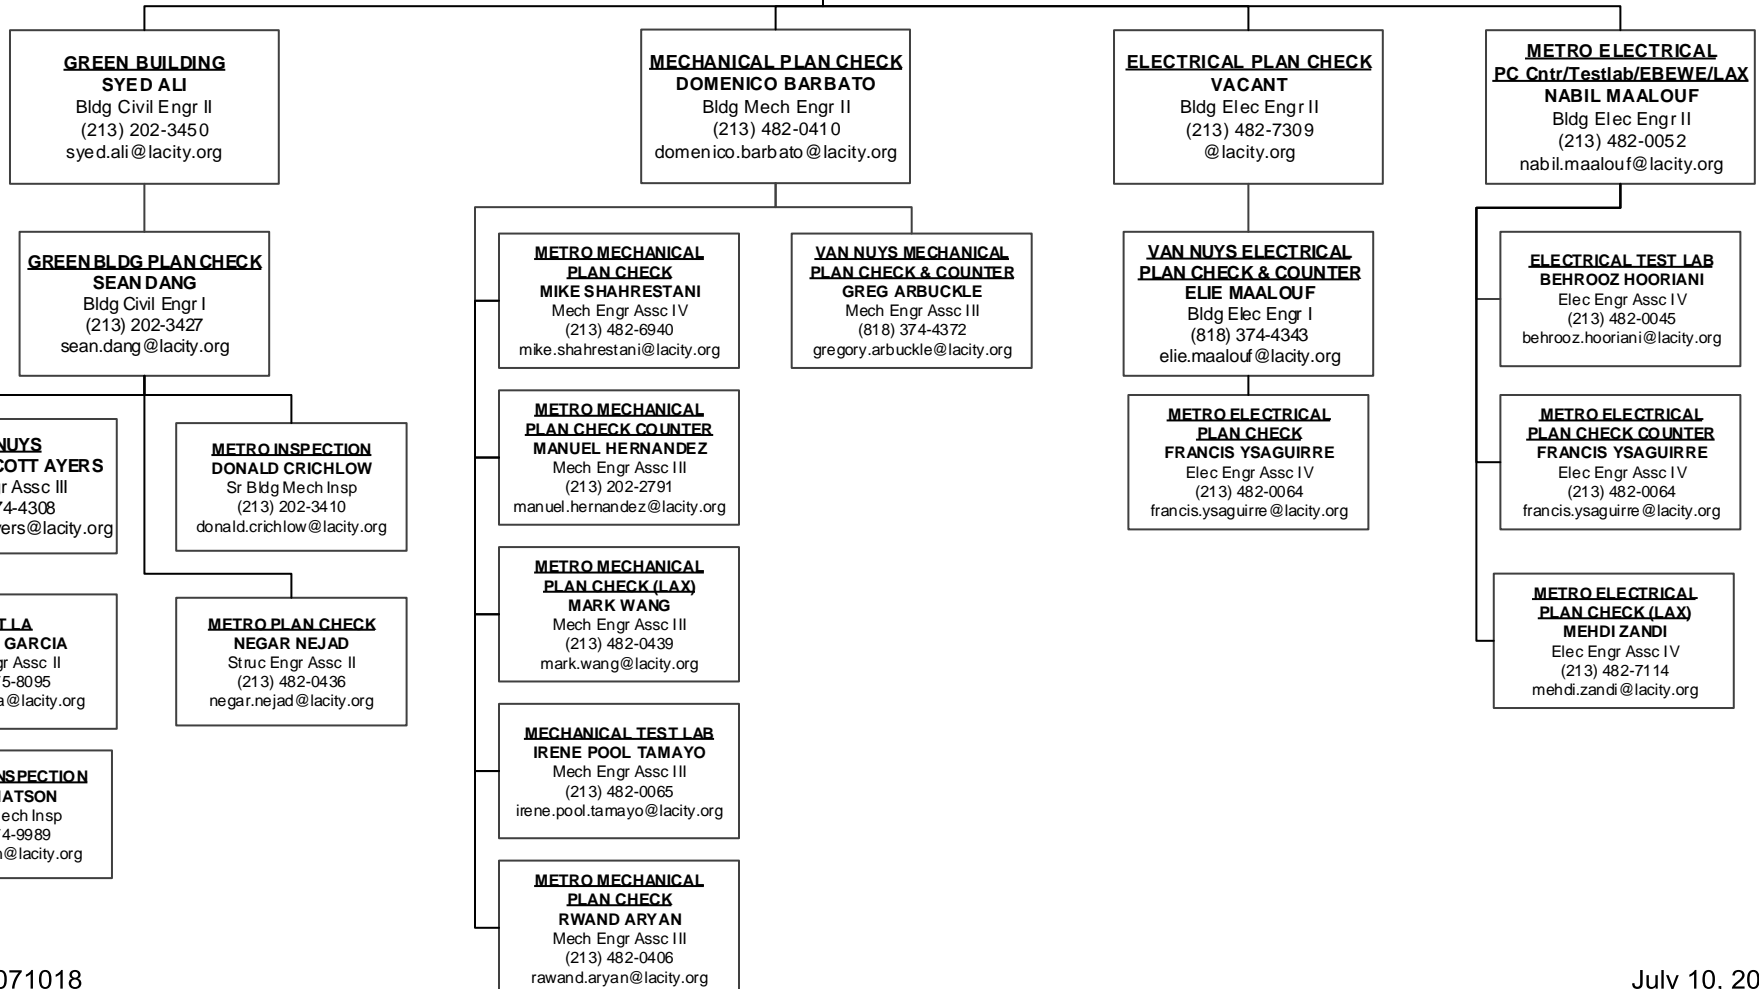 GREEN BUILDING
SYED ALI
Bldg Civil Engr II
(213) 202-3450
syed.ali@lacity.org
MECHANICAL PLAN CHECK
DOMENICO BARBATO
Bldg Mech Engr II
(213) 482-0410
domenico.barbato@lacity.org
ELECTRICAL PLAN CHECK
VACANT
Bldg Elec Engr II
(213) 482-7309
@lacity.org
METRO ELECTRICAL
PC Cntr/Testlab/EBEWE/LAX
NABIL MAALOUF
Bldg Elec Engr II
(213) 482-0052
nabil.maalouf@lacity.org
GREEN BLDG PLAN CHECK
SEAN DANG
Bldg Civil Engr I
(213) 202-3427
sean.dang@lacity.org
METRO MECHANICAL
PLAN CHECK
MIKE SHAHRESTANI
Mech Engr Assc IV
(213) 482-6940
mike.shahrestani@lacity.org
VAN NUYS MECHANICAL
PLAN CHECK & COUNTER
GREG ARBUCKLE
Mech Engr Assc III
(818) 374-4372
gregory.arbuckle@lacity.org
VAN NUYS ELECTRICAL
PLAN CHECK & COUNTER
ELIE MAALOUF
Bldg Elec Engr I
(818) 374-4343
elie.maalouf@lacity.org
ELECTRICAL TEST LAB
BEHROOZ HOORIANI
Elec Engr Assc IV
(213) 482-0045
behrooz.hooriani@lacity.org
NUYS
COTT AYERS
r Assc III
74-4308
yers@lacity.org
METRO INSPECTION
DONALD CRICHLOW
Sr Bldg Mech Insp
(213) 202-3410
donald.crichlow@lacity.org
METRO MECHANICAL
PLAN CHECK COUNTER
MANUEL HERNANDEZ
Mech Engr Assc III
(213) 202-2791
manuel.hernandez@lacity.org
METRO ELECTRICAL
PLAN CHECK
FRANCIS YSAGUIRRE
Elec Engr Assc IV
(213) 482-0064
francis.ysaguirre@lacity.org
METRO ELECTRICAL
PLAN CHECK COUNTER
FRANCIS YSAGUIRRE
Elec Engr Assc IV
(213) 482-0064
francis.ysaguirre@lacity.org
T LA
GARCIA
gr Assc II
5-8095
a@lacity.org
METRO PLAN CHECK
NEGAR NEJAD
Struc Engr Assc II
(213) 482-0436
negar.nejad@lacity.org
METRO MECHANICAL
PLAN CHECK (LAX)
MARK WANG
Mech Engr Assc III
(213) 482-0439
mark.wang@lacity.org
METRO ELECTRICAL
PLAN CHECK (LAX)
MEHDI ZANDI
Elec Engr Assc IV
(213) 482-7114
mehdi.zandi@lacity.org
NSPECTION
ATSON
ech Insp
4-9989
@lacity.org
MECHANICAL TEST LAB
IRENE POOL TAMAYO
Mech Engr Assc III
(213) 482-0065
irene.pool.tamayo@lacity.org
METRO MECHANICAL
PLAN CHECK
RWAND ARYAN
Mech Engr Assc III
(213) 482-0406
rawand.aryan@lacity.org
071018
July 10, 20